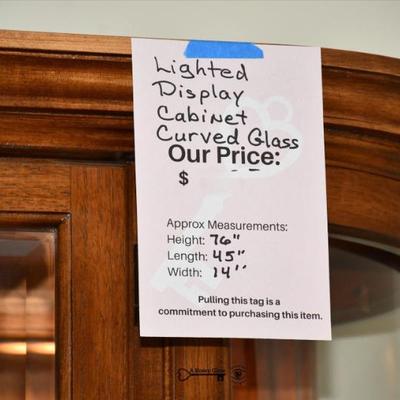 Lighted
Display
Cabinet
Curved Glass
Our Price:
$
Approx Measurements:
Height: 76"
Length: 45"
Width: 14"
Pulling this tag is a
commitment to purchasing this item.